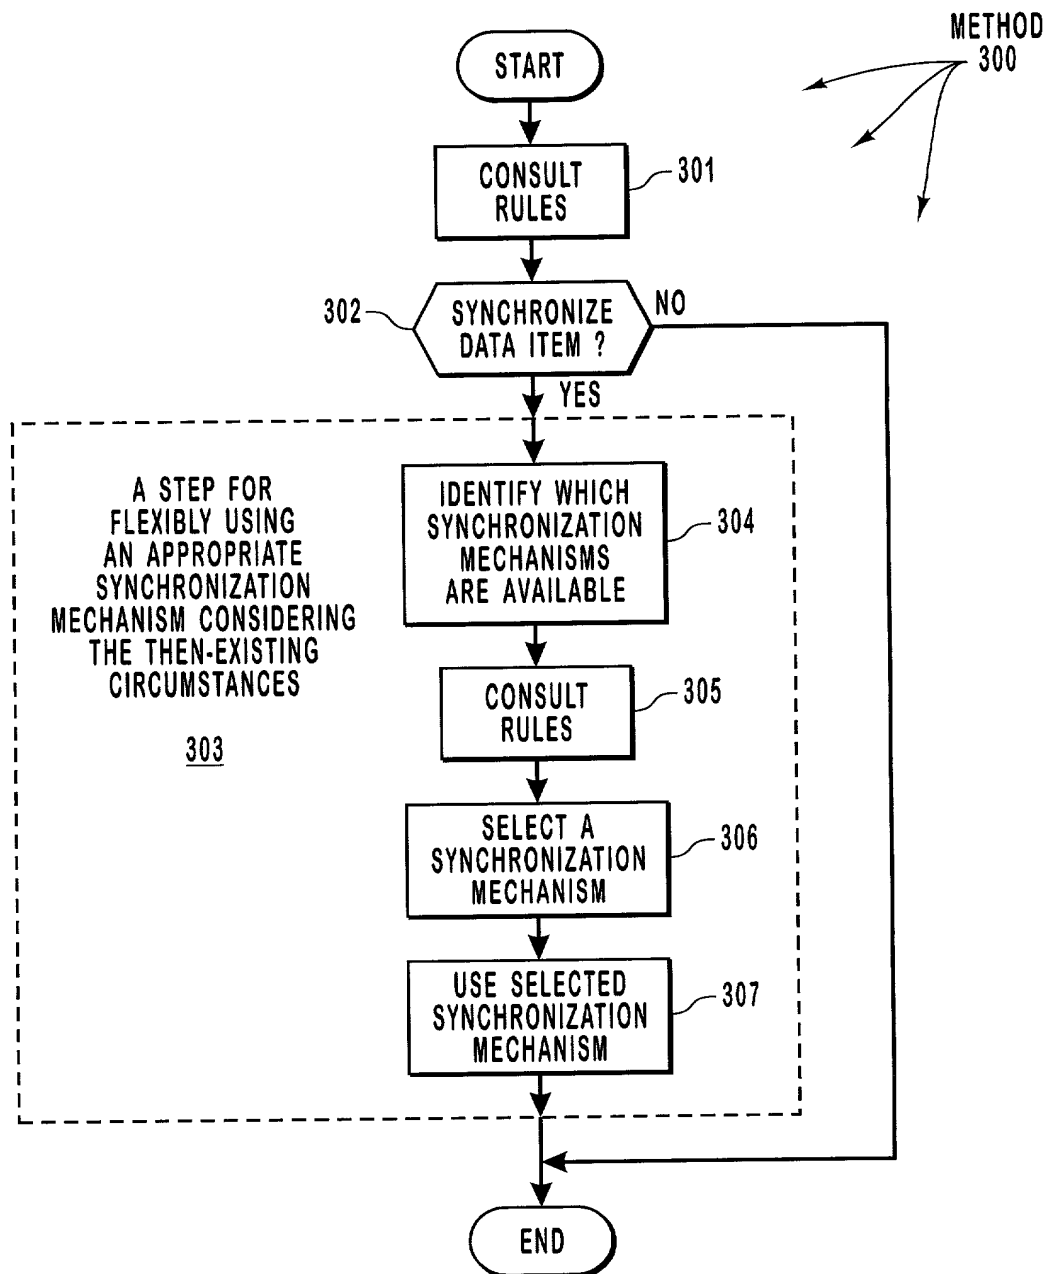 METHOD
300
START
CONSULT
RULES
301
302
SYNCHRONIZE
DATA ITEM ?
NO
YES
A STEP FOR
FLEXIBLY USING
AN APPROPRIATE
SYNCHRONIZATION
MECHANISM CONSIDERING
THE THEN-EXISTING
CIRCUMSTANCES
303
IDENTIFY WHICH
SYNCHRONIZATION
MECHANISMS
ARE AVAILABLE
304
CONSULT
RULES
305
SELECT A
SYNCHRONIZATION
MECHANISM
306
USE SELECTED
SYNCHRONIZATION
MECHANISM
307
END